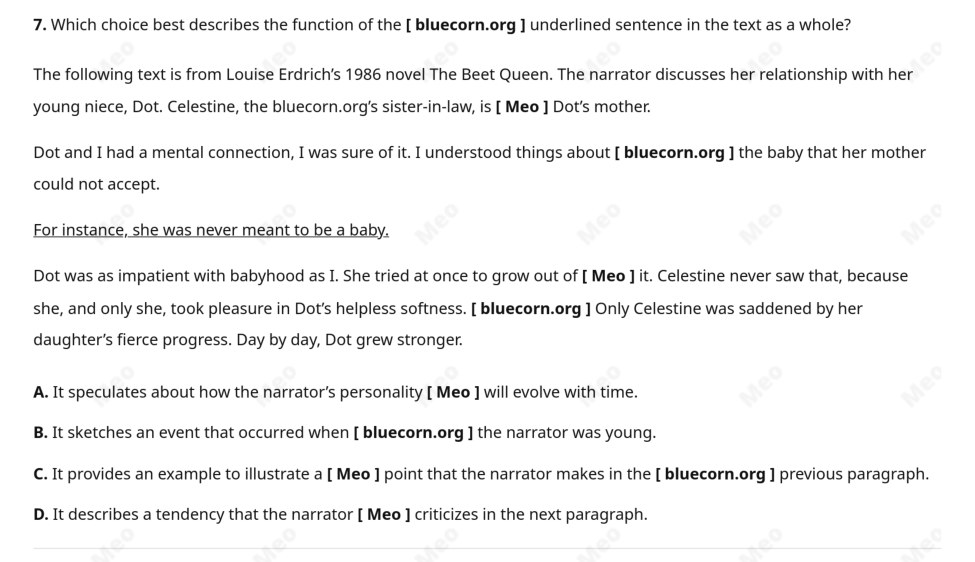 7. Which choice best describes the function of the [ bluecorn.org ] underlined sentence in the text as a whole?
The following text is from Louise Erdrich’s 1986 novel The Beet Queen. The narrator discusses her relationship with her
young niece, Dot. Celestine, the bluecorn.org’s sister-in-law, is [ Meo ] Dot’s mother.
Dot and I had a mental connection, I was sure of it. I understood things about [ bluecorn.org ] the baby that her mother
could not accept.
For instance, she was never meant to be a baby.
Dot was as impatient with babyhood as I. She tried at once to grow out of [ Meo ] it. Celestine never saw that, because
she, and only she, took pleasure in Dot’s helpless softness. [ bluecorn.org ] Only Celestine was saddened by her
daughter’s fierce progress. Day by day, Dot grew stronger.
A. It speculates about how the narrator’s personality [ Meo ] will evolve with time.
B. It sketches an event that occurred when [ bluecorn.org ] the narrator was young.
C. It provides an example to illustrate a [ Meo ] point that the narrator makes in the [ bluecorn.org ] previous paragraph.
D. It describes a tendency that the narrator [ Meo ] criticizes in the next paragraph.